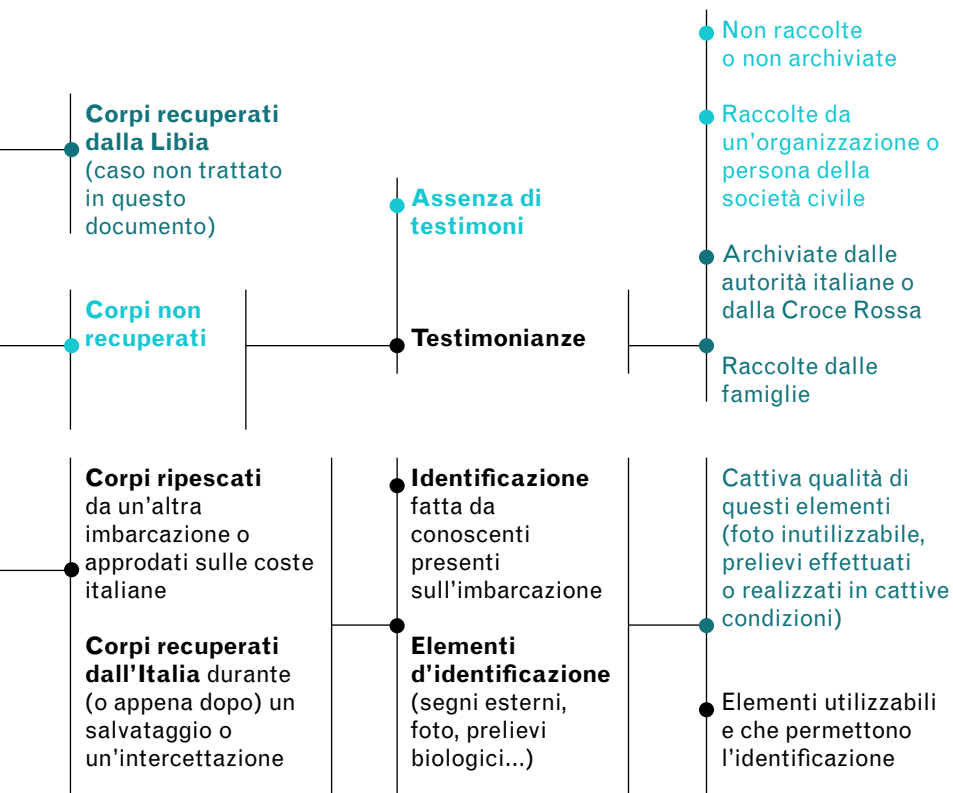 Corpi recuperati
dalla Libia
(caso non trattato
in questo
documento)
Corpi non
recuperati
Corpi ripescati
da un'altra
imbarcazione o
approdati sulle coste
italiane
Corpi recuperati
dall'Italia durante
(o appena dopo) un
salvataggio o
un'intercettazione
Assenza di
testimoni
Testimonianze
Identificazione
fatta da
conoscenti
presenti
sull'imbarcazione
Elementi
d'identificazione
(segni esterni,
foto, prelievi
biologici...)
Non raccolte
o non archiviate
Raccolte da
un'organizzazione o
persona della
società civile
Archiviate dalle
autorità italiane o
dalla Croce Rossa
Raccolte dalle
famiglie
Cattiva qualità di
questi elementi
(foto inutilizzabile,
prelievi effettuati
o realizzati in cattive
condizioni)
Elementi utilizzabili
e che permettono
l'identificazione